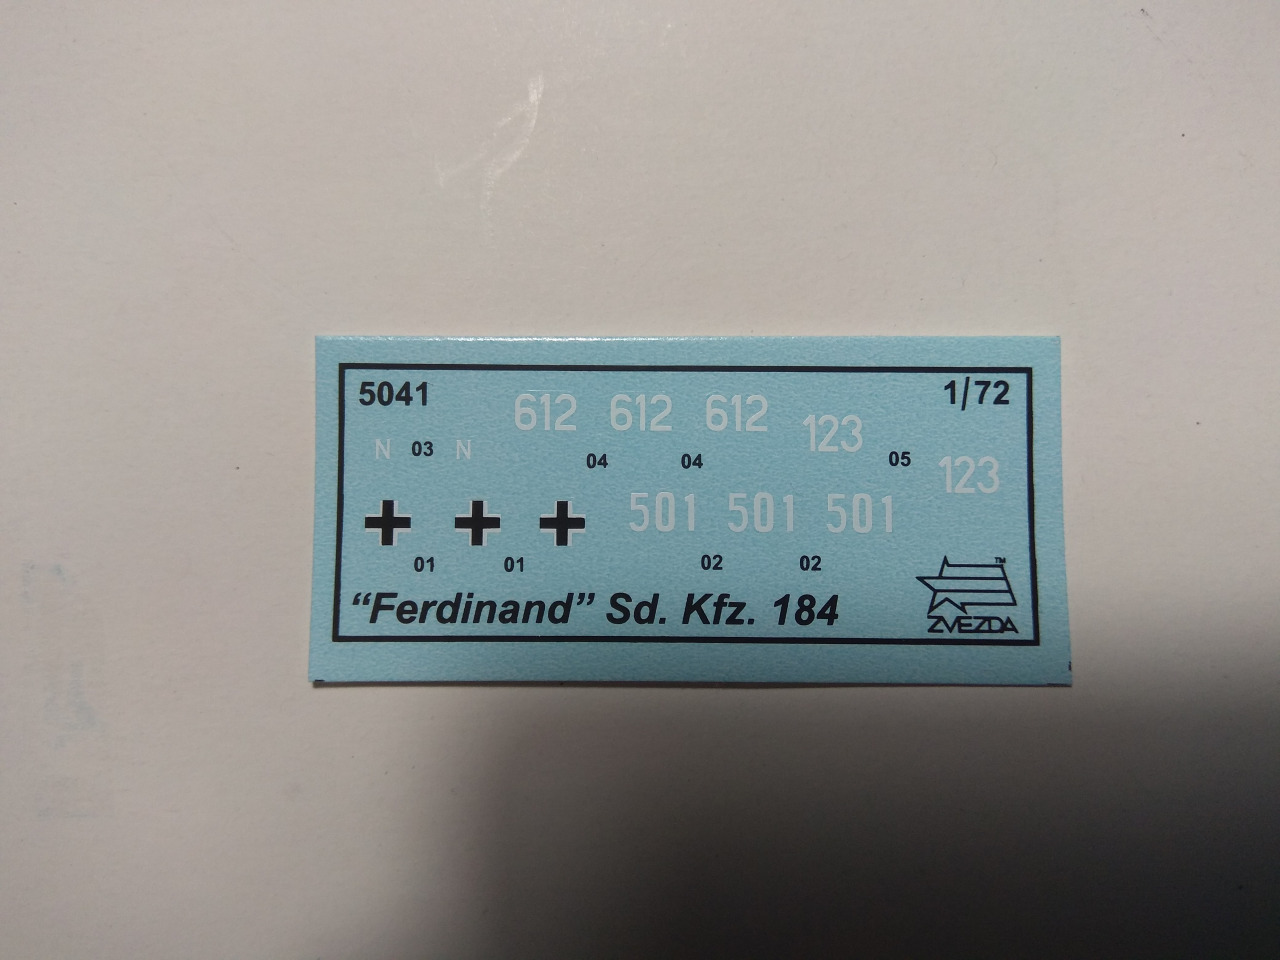 5041 612 612 612 123 1/72
N 03 N 04 04 05 123
501 501 501
01 01 02 02
“Ferdinand” Sd. Kfz. 184
TM
ZVEZDA